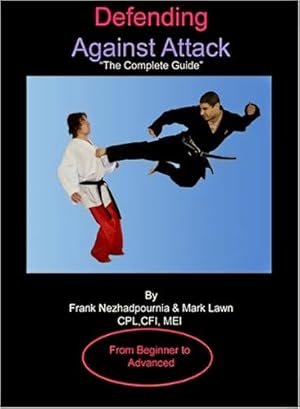 Defending
Against Attack
"The Complete Guide"
By
Frank Nezhadpournia & Mark Lawn
CPL,CFI, MEI
From Beginner to
Advanced